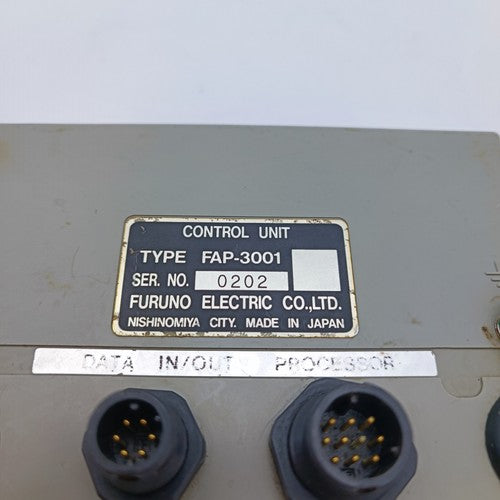 CONTROL UNIT
TYPE FAP-3001
SER. NO. 0202
FURUNO ELECTRIC CO.,LTD.
NISHINOMIYA CITY. MADE IN JAPAN
DATA IN/OUT PROCESSOR